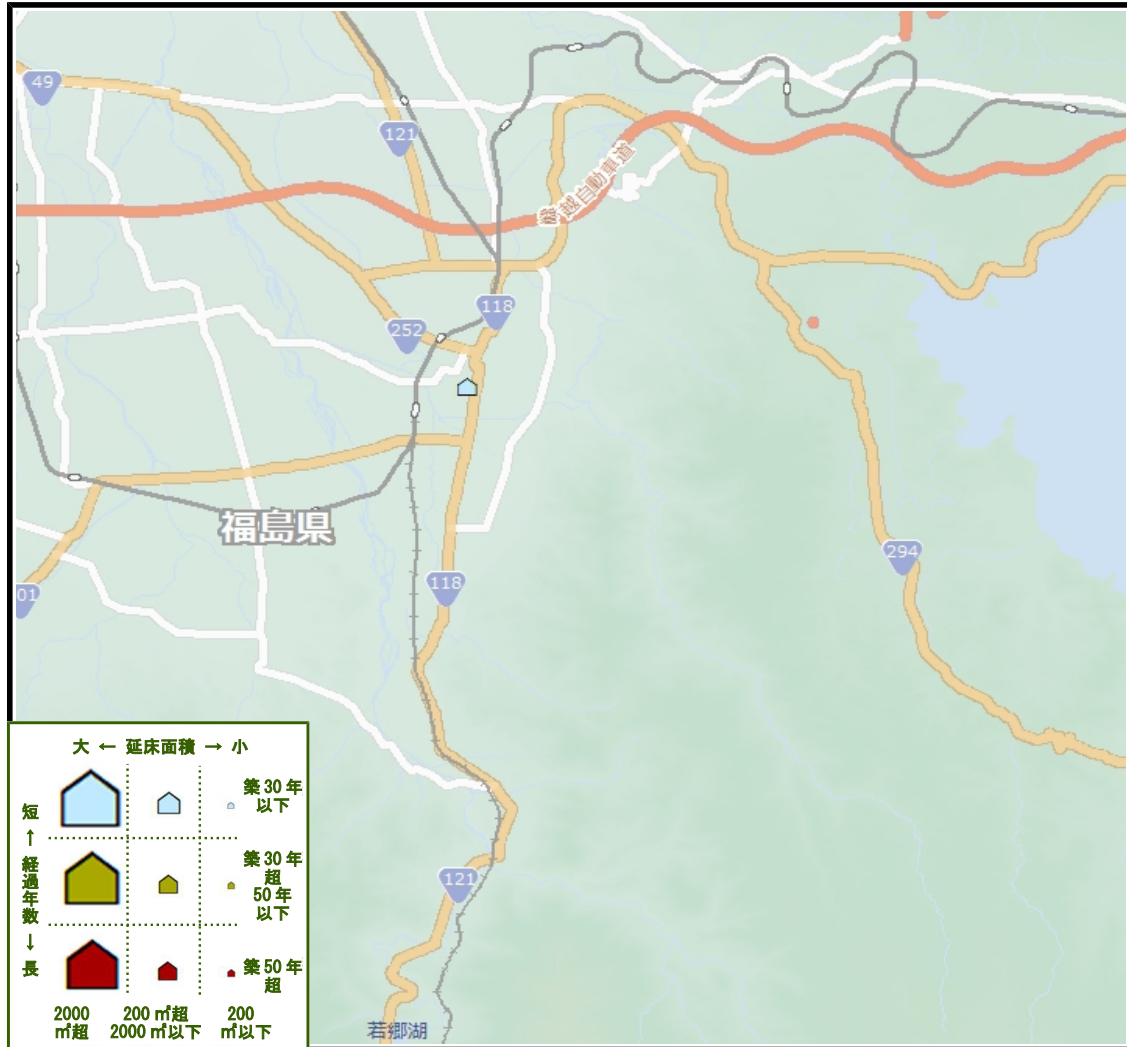 49
121
磐越自動車道
118
252
福島県
294
118
01
121
若郷湖
大 ← 延床面積 → 小
短
↑
経過年数
↓
長
築30年
以下
築30年
超
50年
以下
築50年
超
2000
㎡超
200㎡超
2000㎡以下
200
㎡以下